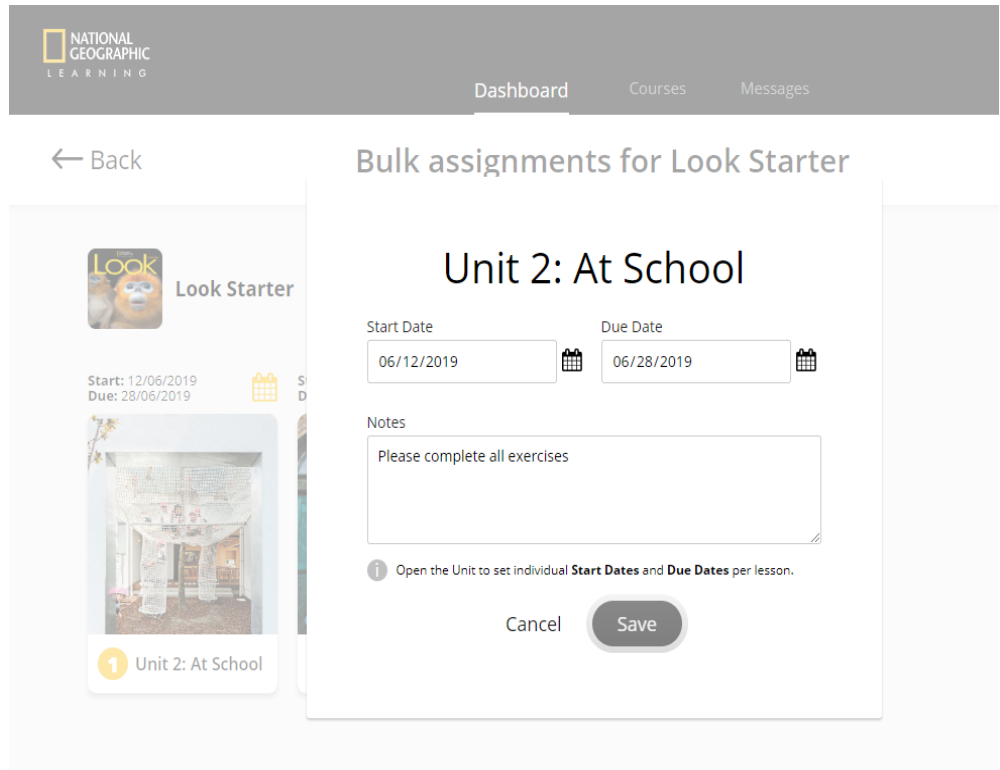 NATIONAL
GEOGRAPHIC
LEARNING
Dashboard Courses Messages
← Back
Bulk assignments for Look Starter
Look
Look Starter
Start: 12/06/2019
Due: 28/06/2019
S
D
1 Unit 2: At School
Unit 2: At School
Start Date Due Date
06/12/2019 06/28/2019
Notes
Please complete all exercises
i Open the Unit to set individual Start Dates and Due Dates per lesson.
Cancel Save